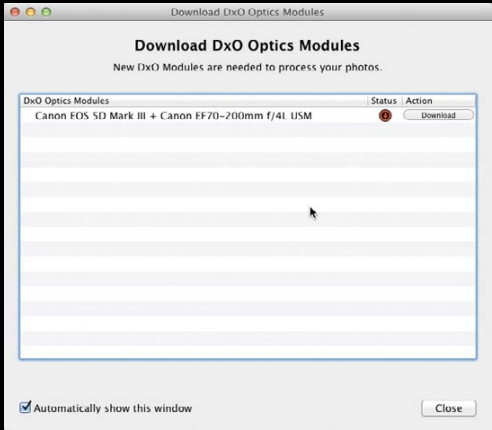 Download DxO Optics Modules
Download DxO Optics Modules
New DxO Modules are needed to process your photos.
DxO Optics Modules Status Action
Canon EOS 5D Mark III + Canon EF70-200mm f/4L USM Download
Automatically show this window Close